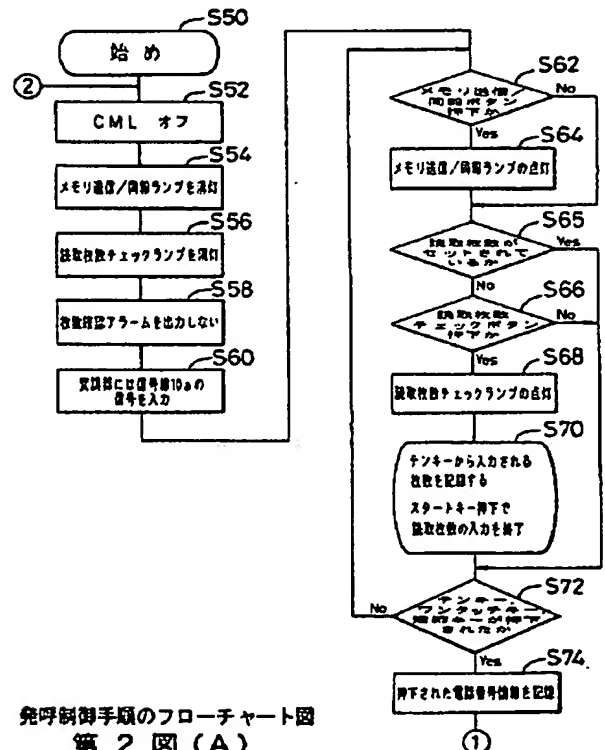 S50
始め
②
S52
CML オフ
S54
メモリ送信/同報ランプを消灯
S56
読取枚数チェックランプを消灯
S58
枚数確認アラームを出力しない
S60
変調器には信号線10aの
信号を入力
S62
メモリ送信/
同報ボタン
押下か
No
Yes
S64
メモリ送信/同報ランプの点灯
S65
読取枚数が
セットされて
いるか
Yes
No
S66
読取枚数
チェックボタン
押下か
No
Yes
S68
読取枚数チェックランプの点灯
S70
テンキーから入力される
枚数を記録する
スタートキー押下で
読取枚数の入力を終了
S72
テンキー,
ワンタッチキー,
短縮キーが押下
されたか
No
Yes
S74
押下された電話番号情報を記録
①
発呼制御手順のフローチャート図
第 2 図 (A)